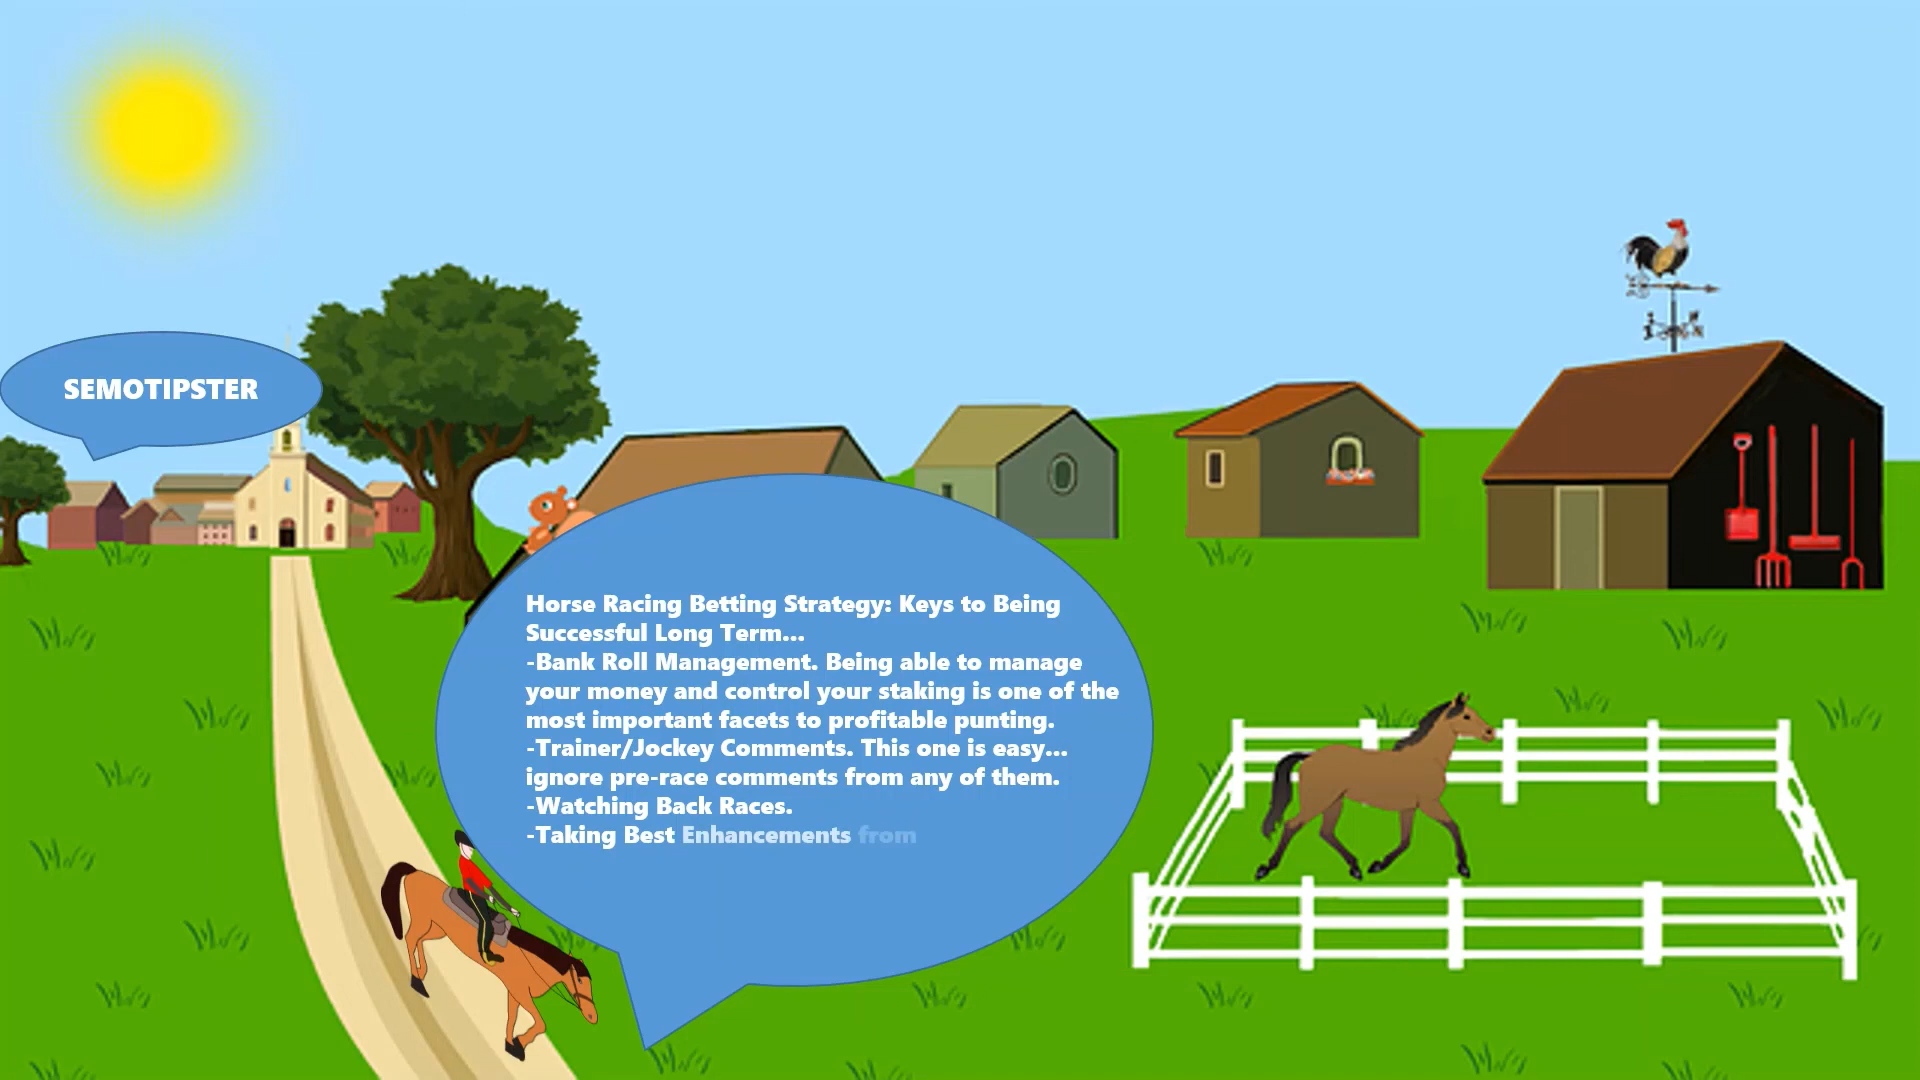 SEMOTIPSTER
Horse Racing Betting Strategy: Keys to Being
Successful Long Term...
-Bank Roll Management. Being able to manage
your money and control your staking is one of the
most important facets to profitable punting.
-Trainer/Jockey Comments. This one is easy...
ignore pre-race comments from any of them.
-Watching Back Races.
-Taking Best Enhancements from